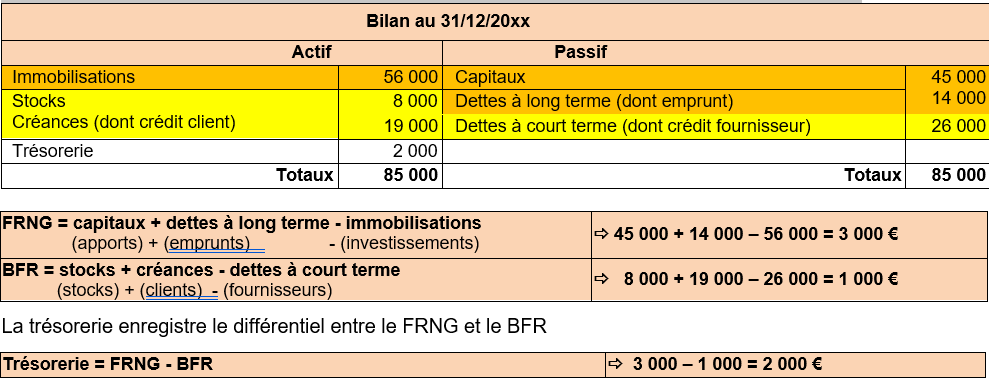 Bilan au 31/12/20xx
Actif Passif
Immobilisations 56 000 Capitaux 45 000
Stocks 8 000 Dettes à long terme (dont emprunt) 14 000
Créances (dont crédit client) 19 000 Dettes à court terme (dont crédit fournisseur) 26 000
Trésorerie 2 000
Totaux 85 000 Totaux 85 000
FRNG = capitaux + dettes à long terme - immobilisations
(apports) + (emprunts) - (investissements)
⇨ 45 000 + 14 000 – 56 000 = 3 000 €
BFR = stocks + créances - dettes à court terme
(stocks) + (clients) - (fournisseurs)
⇨ 8 000 + 19 000 – 26 000 = 1 000 €
La trésorerie enregistre le différentiel entre le FRNG et le BFR
Trésorerie = FRNG - BFR ⇨ 3 000 – 1 000 = 2 000 €